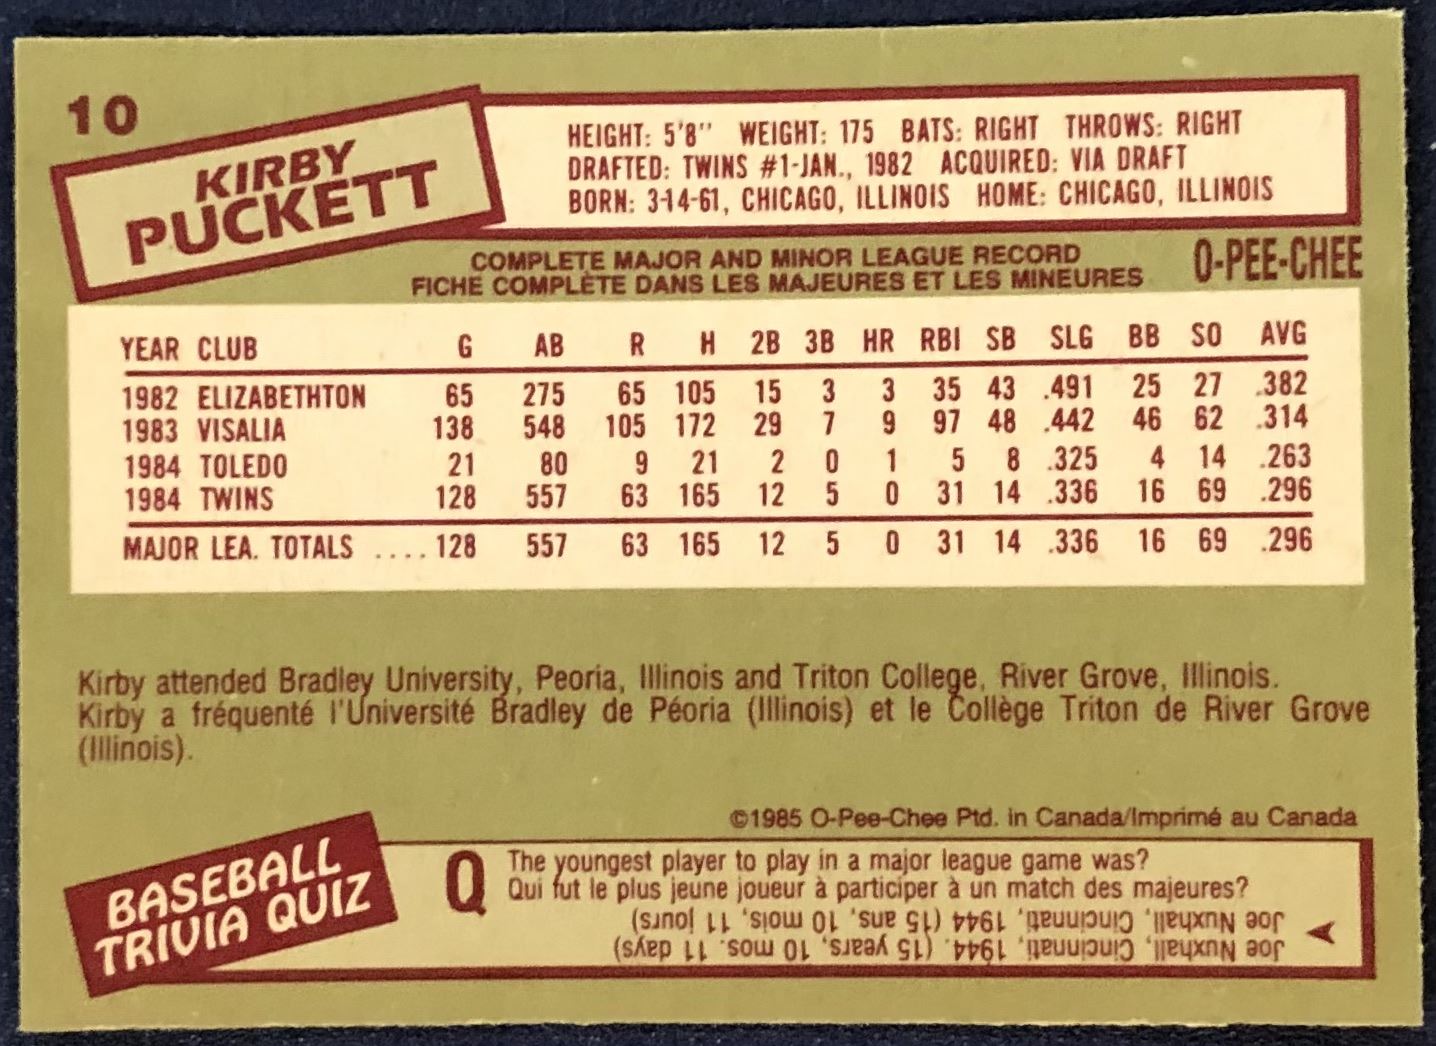 10
KIRBY
PUCKETT
HEIGHT: 5'8" WEIGHT: 175 BATS: RIGHT THROWS: RIGHT
DRAFTED: TWINS #1-JAN., 1982 ACQUIRED: VIA DRAFT
BORN: 3-14-61, CHICAGO, ILLINOIS HOME: CHICAGO, ILLINOIS
COMPLETE MAJOR AND MINOR LEAGUE RECORD
FICHE COMPLÈTE DANS LES MAJEURES ET LES MINEURES
O-PEE-CHEE
YEAR CLUB G AB R H 2B 3B HR RBI SB SLG BB SO AVG
1982 ELIZABETHTON 65 275 65 105 15 3 3 35 43 .491 25 27 .382
1983 VISALIA 138 548 105 172 29 7 9 97 48 .442 46 62 .314
1984 TOLEDO 21 80 9 21 2 0 1 5 8 .325 4 14 .263
1984 TWINS 128 557 63 165 12 5 0 31 14 .336 16 69 .296
MAJOR LEA. TOTALS .... 128 557 63 165 12 5 0 31 14 .336 16 69 .296
Kirby attended Bradley University, Peoria, Illinois and Triton College, River Grove, Illinois.
Kirby a fréquenté l'Université Bradley de Péoria (Illinois) et le Collège Triton de River Grove
(Illinois).
©1985 O-Pee-Chee Ptd. in Canada/Imprimé au Canada
BASEBALL
TRIVIA QUIZ
Q The youngest player to play in a major league game was?
Qui fut le plus jeune joueur à participer à un match des majeures?
Joe Nuxhall, Cincinnati, 1944. (15 years, 10 mos. 11 days)
Joe Nuxhall, Cincinnati, 1944 (15 ans, 10 mois, 11 jours)